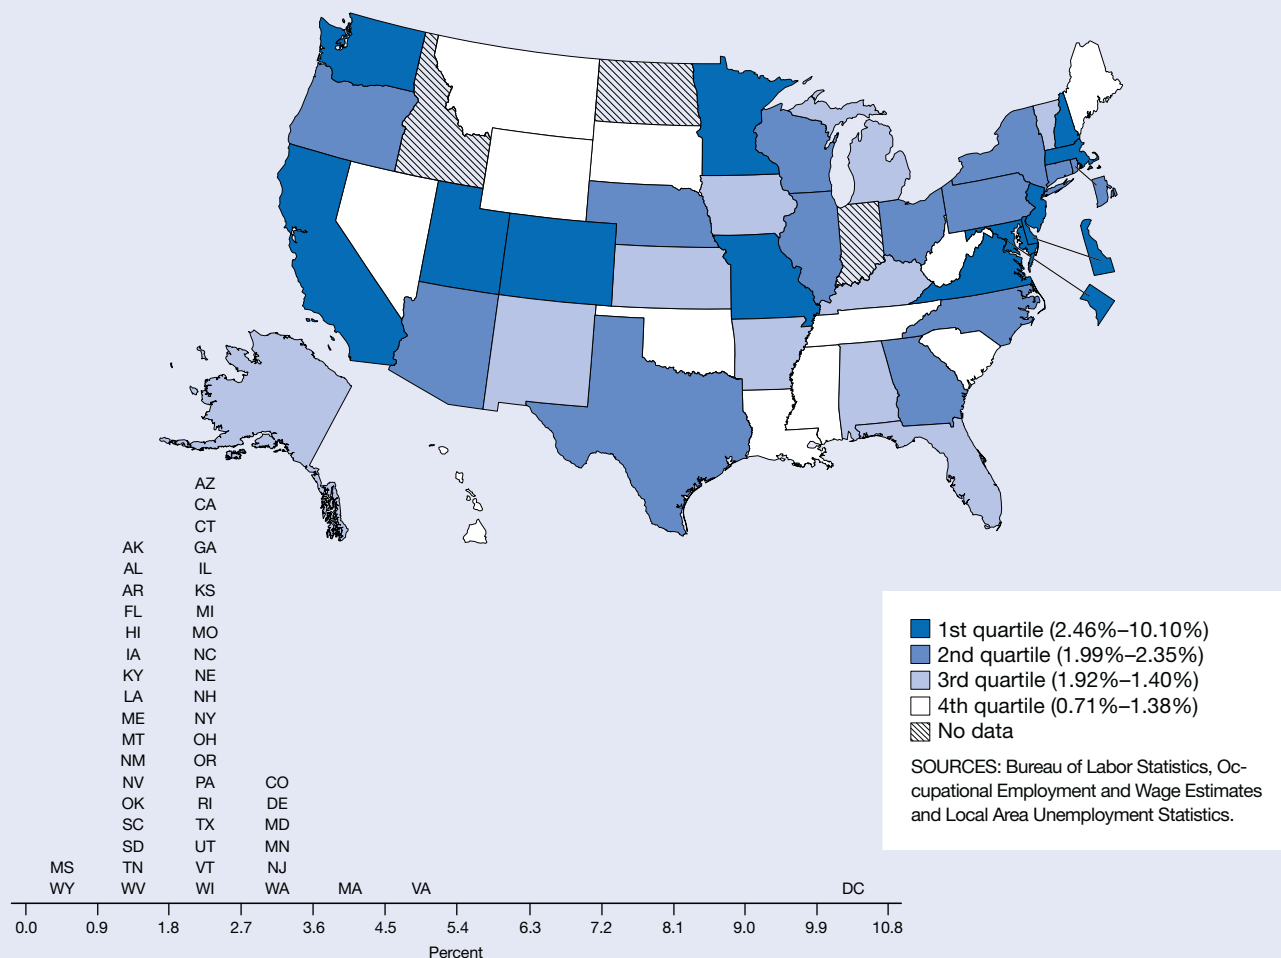 AZ
CA
CT
AK GA
AL IL
AR KS
FL MI
HI MO
IA NC
KY NE
LA NH
ME NY
MT OH
NM OR
NV PA CO
OK RI DE
SC TX MD
SD UT MN
MS TN VT NJ
WY WV WI WA MA VA DC
0.0 0.9 1.8 2.7 3.6 4.5 5.4 6.3 7.2 8.1 9.0 9.9 10.8
Percent
1st quartile (2.46%–10.10%)
2nd quartile (1.99%–2.35%)
3rd quartile (1.92%–1.40%)
4th quartile (0.71%–1.38%)
No data
SOURCES: Bureau of Labor Statistics, Oc-
cupational Employment and Wage Estimates
and Local Area Unemployment Statistics.